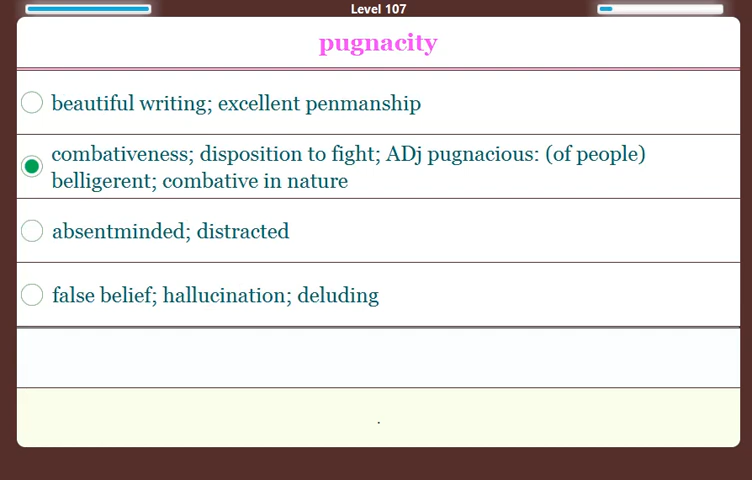 Level 107
pugnacity
beautiful writing; excellent penmanship
combativeness; disposition to fight; ADj pugnacious: (of people)
belligerent; combative in nature
absentminded; distracted
false belief; hallucination; deluding
.